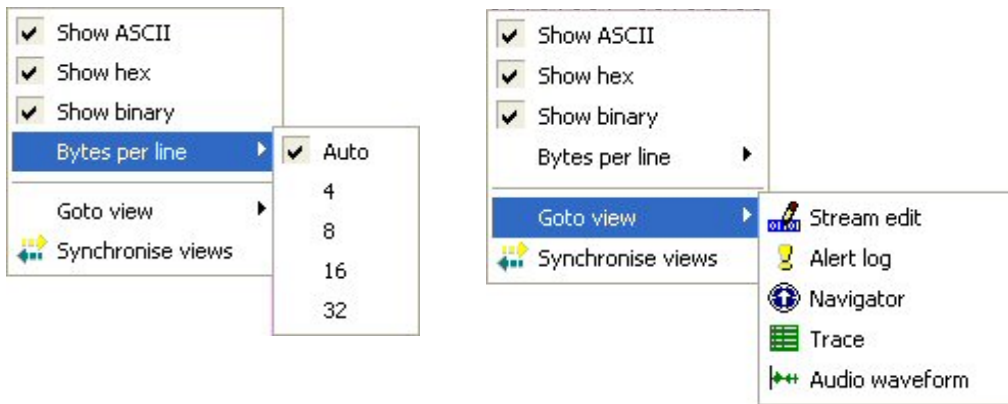 Show ASCII
Show hex
Show binary
Bytes per line
Auto
4
8
16
32
Goto view
Synchronise views
Show ASCII
Show hex
Show binary
Bytes per line
Goto view
Synchronise views
Stream edit
Alert log
Navigator
Trace
Audio waveform